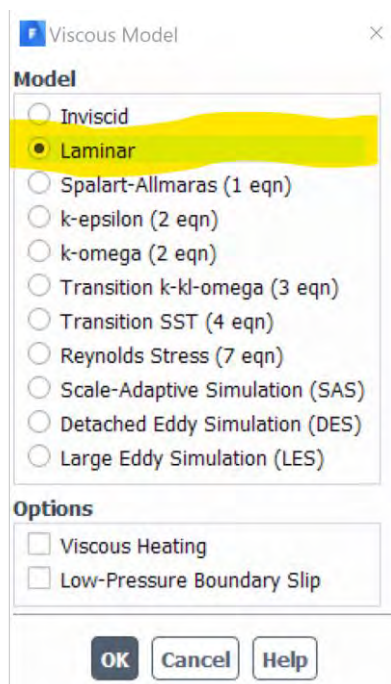 Viscous Model
Model
Inviscid
Laminar
Spalart-Allmaras (1 eqn)
k-epsilon (2 eqn)
k-omega (2 eqn)
Transition k-kl-omega (3 eqn)
Transition SST (4 eqn)
Reynolds Stress (7 eqn)
Scale-Adaptive Simulation (SAS)
Detached Eddy Simulation (DES)
Large Eddy Simulation (LES)
Options
Viscous Heating
Low-Pressure Boundary Slip
OK Cancel Help